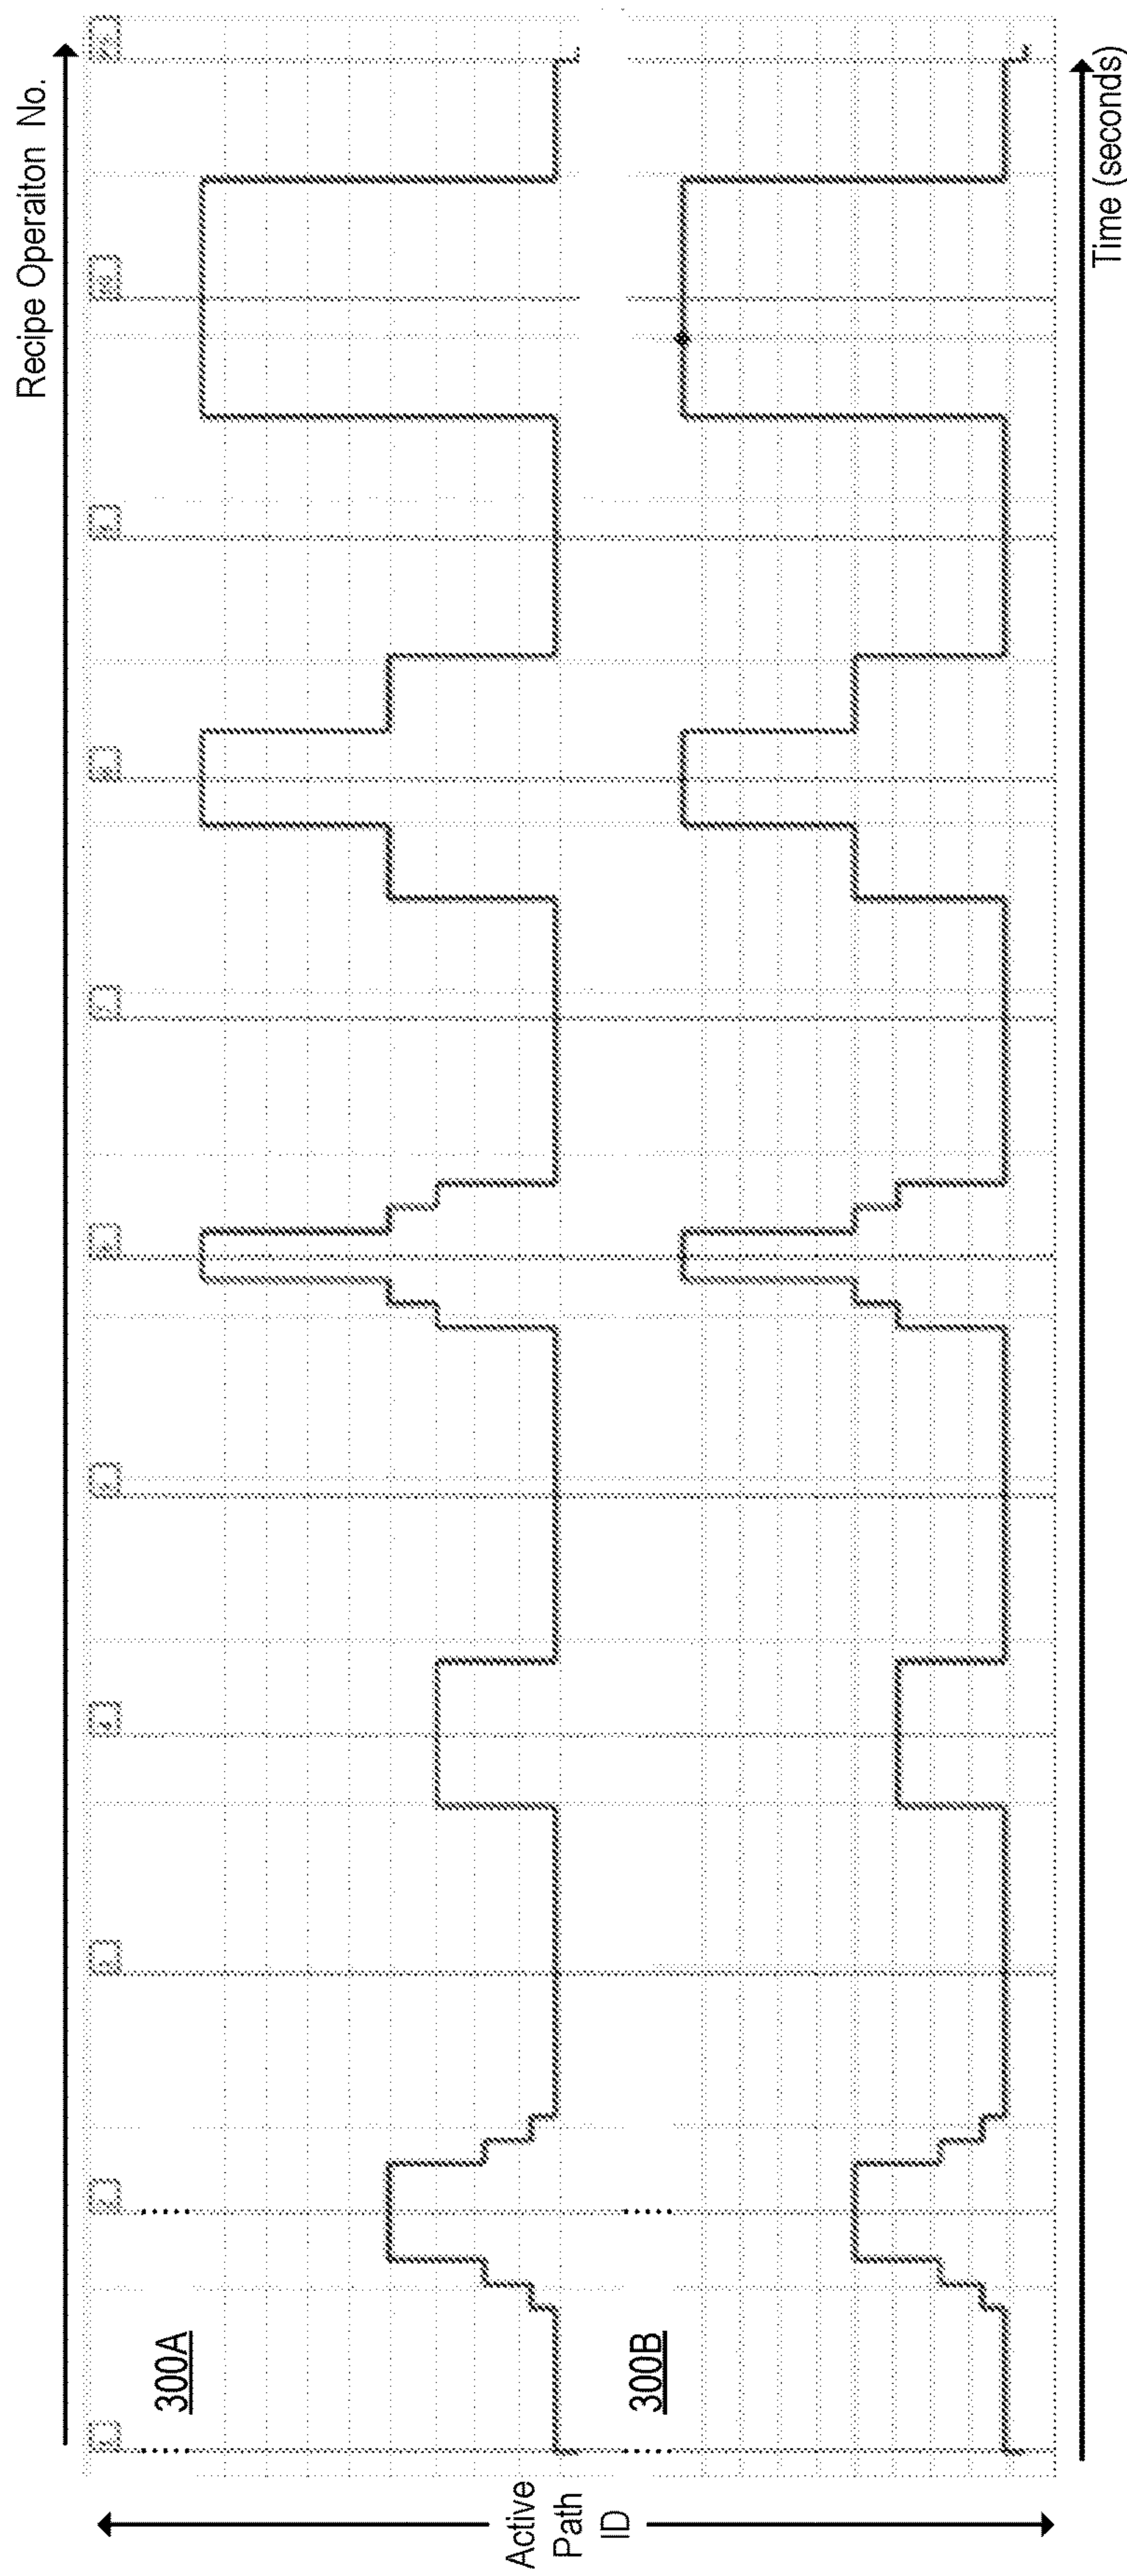 Recipe Operaiton No.
300A
300B
Active
Path
ID
Time (seconds)